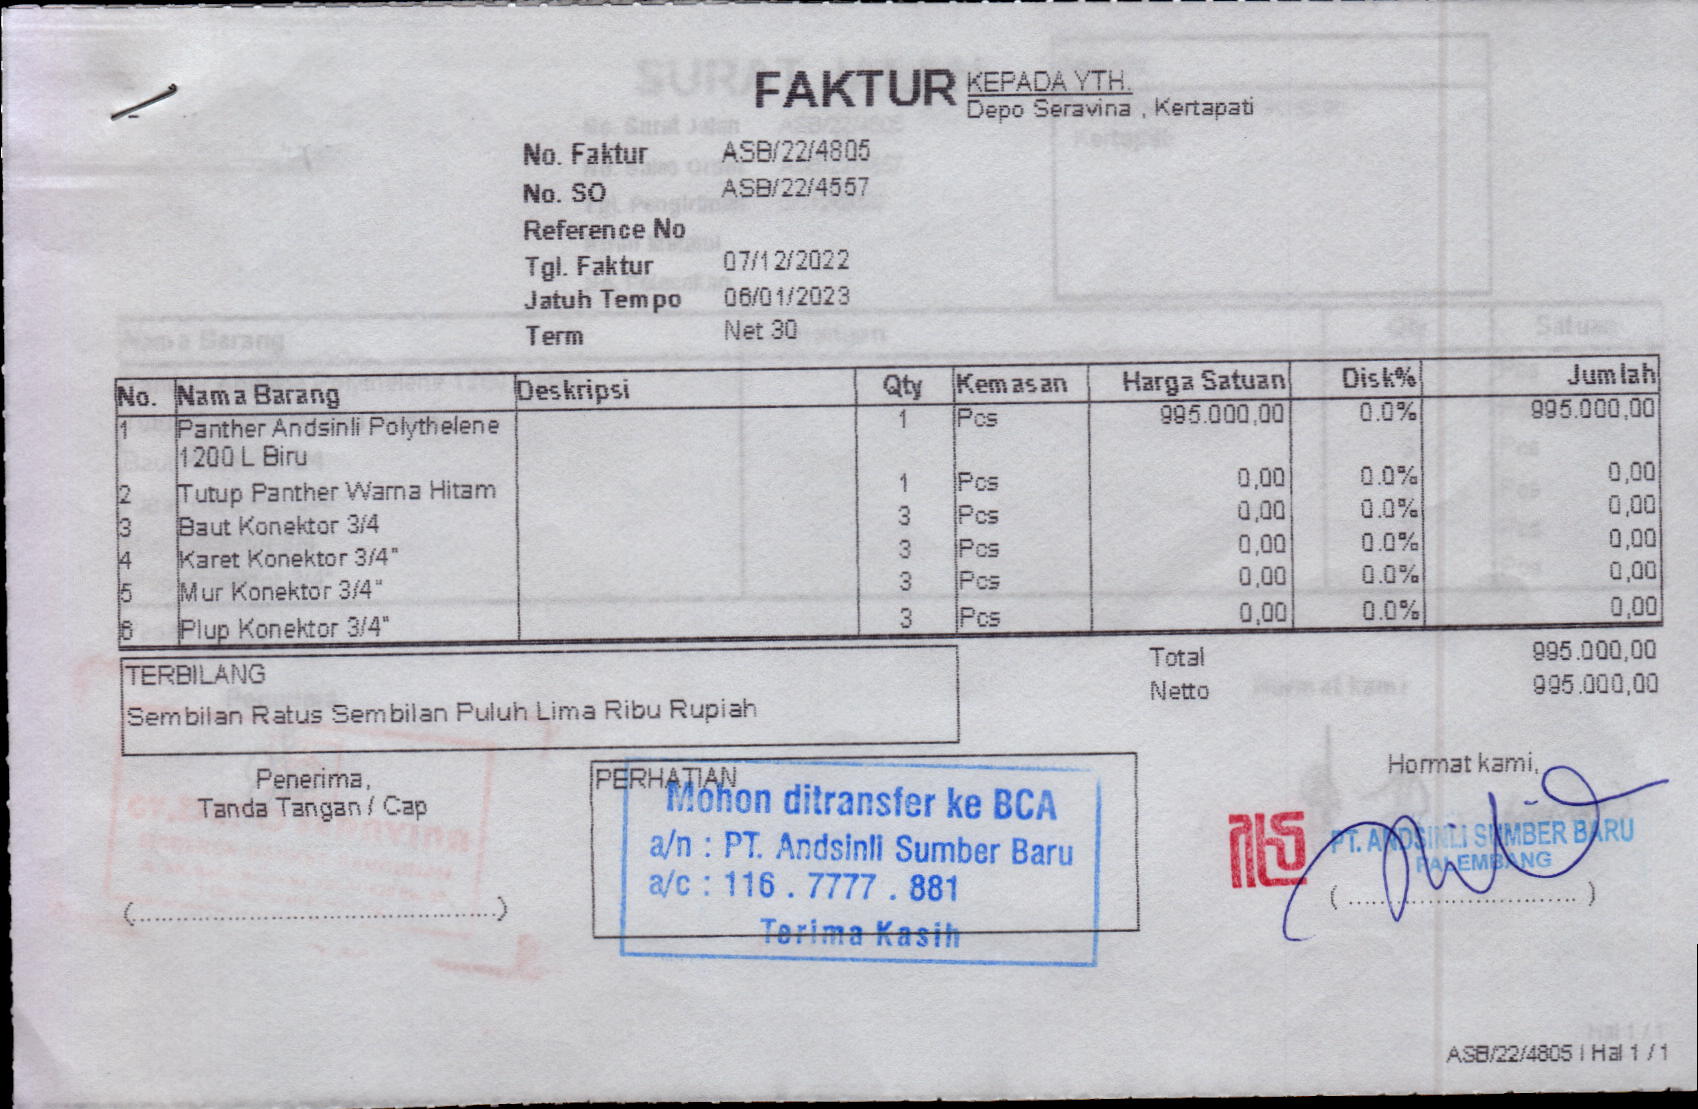 FAKTUR
KEPADA YTH.
Depo Seravina , Kertapati
No. Faktur ASB/22/4805
No. SO ASB/22/4557
Reference No
Tgl. Faktur 07/12/2022
Jatuh Tempo 06/01/2023
Term Net 30
No. Nama Barang Deskripsi Qty Kemasan Harga Satuan Disk% Jumlah
1 Panther Andsinli Polythelene 1 Pcs 995.000,00 0.0% 995.000,00
1200 L Biru
2 Tutup Panther Warna Hitam 1 Pcs 0,00 0.0% 0,00
3 Baut Konektor 3/4 3 Pcs 0,00 0.0% 0,00
4 Karet Konektor 3/4" 3 Pcs 0,00 0.0% 0,00
5 Mur Konektor 3/4" 3 Pcs 0,00 0.0% 0,00
6 Plup Konektor 3/4" 3 Pcs 0,00 0.0% 0,00
TERBILANG
Sembilan Ratus Sembilan Puluh Lima Ribu Rupiah
Total 995.000,00
Netto 995.000,00
Penerima,
Tanda Tangan / Cap
(..............................................)
PERHATIAN
Mohon ditransfer ke BCA
a/n : PT. Andsinli Sumber Baru
a/c : 116 . 7777 . 881
Terima Kasih
Hormat kami,
PT. ANDSINLI SUMBER BARU
PALEMBANG
( ............................. )
ASB/22/4805 | Hal 1 / 1